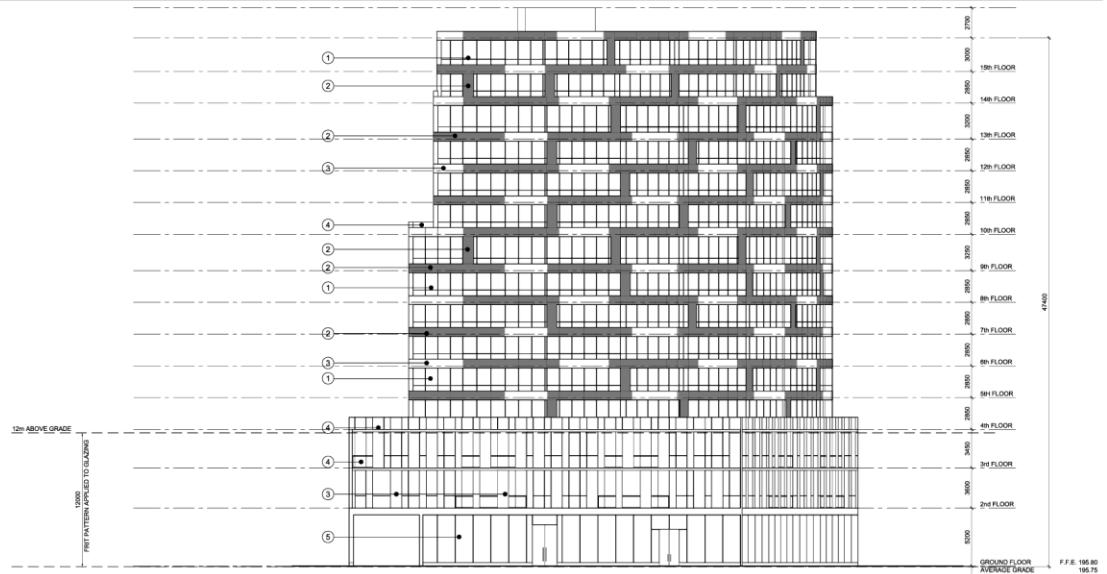 2700
1
3000
15th FLOOR
2
2850
14th FLOOR
3200
2
13th FLOOR
2850
3
12th FLOOR
2850
11th FLOOR
2850
4
10th FLOOR
2
3250
2
9th FLOOR
1
2850
8th FLOOR
47400
2850
2
7th FLOOR
2850
3
6th FLOOR
1
2850
5tH FLOOR
2850
12m ABOVE GRADE
4
4th FLOOR
3450
4
3rd FLOOR
12000
FRIT PATTERN APPLIED TO GLAZING
3
3600
2nd FLOOR
5
5200
GROUND FLOOR F.F.E. 195.80
AVERAGE GRADE 195.75